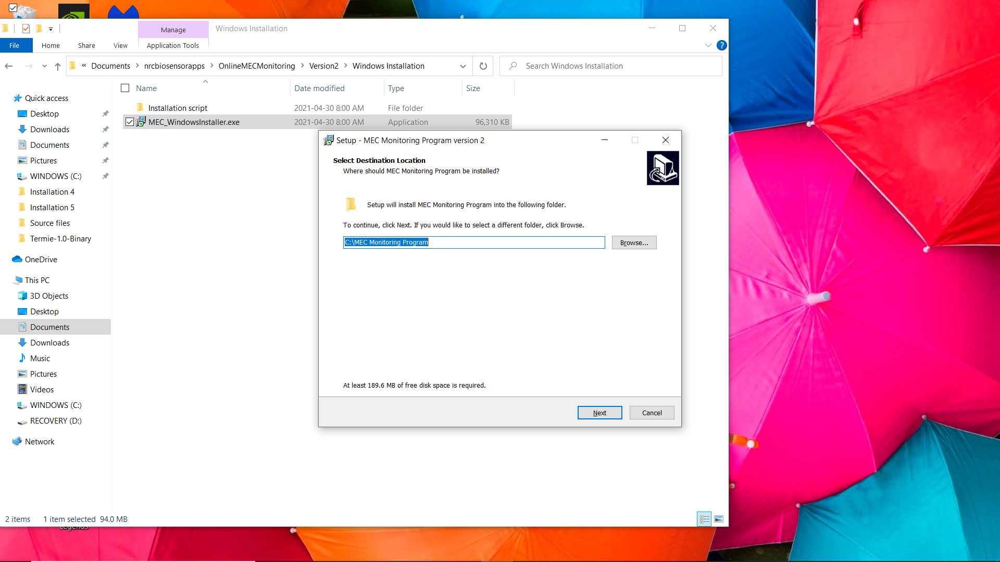 Manage
Windows Installation
File
Home
Share
View
Application Tools
?
« Documents > nrcbiosensorapps > OnlineMECMonitoring > Version2 > Windows Installation
Search Windows Installation
Name
Date modified
Type
Size
Installation script
2021-04-30 8:00 AM
File folder
MEC_WindowsInstaller.exe
2021-04-30 8:00 AM
Application
96,310 KB
Quick access
Desktop
Downloads
Documents
Pictures
WINDOWS (C:)
Installation 4
Installation 5
Source files
Termie-1.0-Binary
OneDrive
This PC
3D Objects
Desktop
Documents
Downloads
Music
Pictures
Videos
WINDOWS (C:)
RECOVERY (D:)
Network
2 items
1 item selected 94.0 MB
Legends
Setup - MEC Monitoring Program version 2
Select Destination Location
Where should MEC Monitoring Program be installed?
Setup will install MEC Monitoring Program into the following folder.
To continue, click Next. If you would like to select a different folder, click Browse.
C:\MEC Monitoring Program
Browse...
At least 189.6 MB of free disk space is required.
Next
Cancel